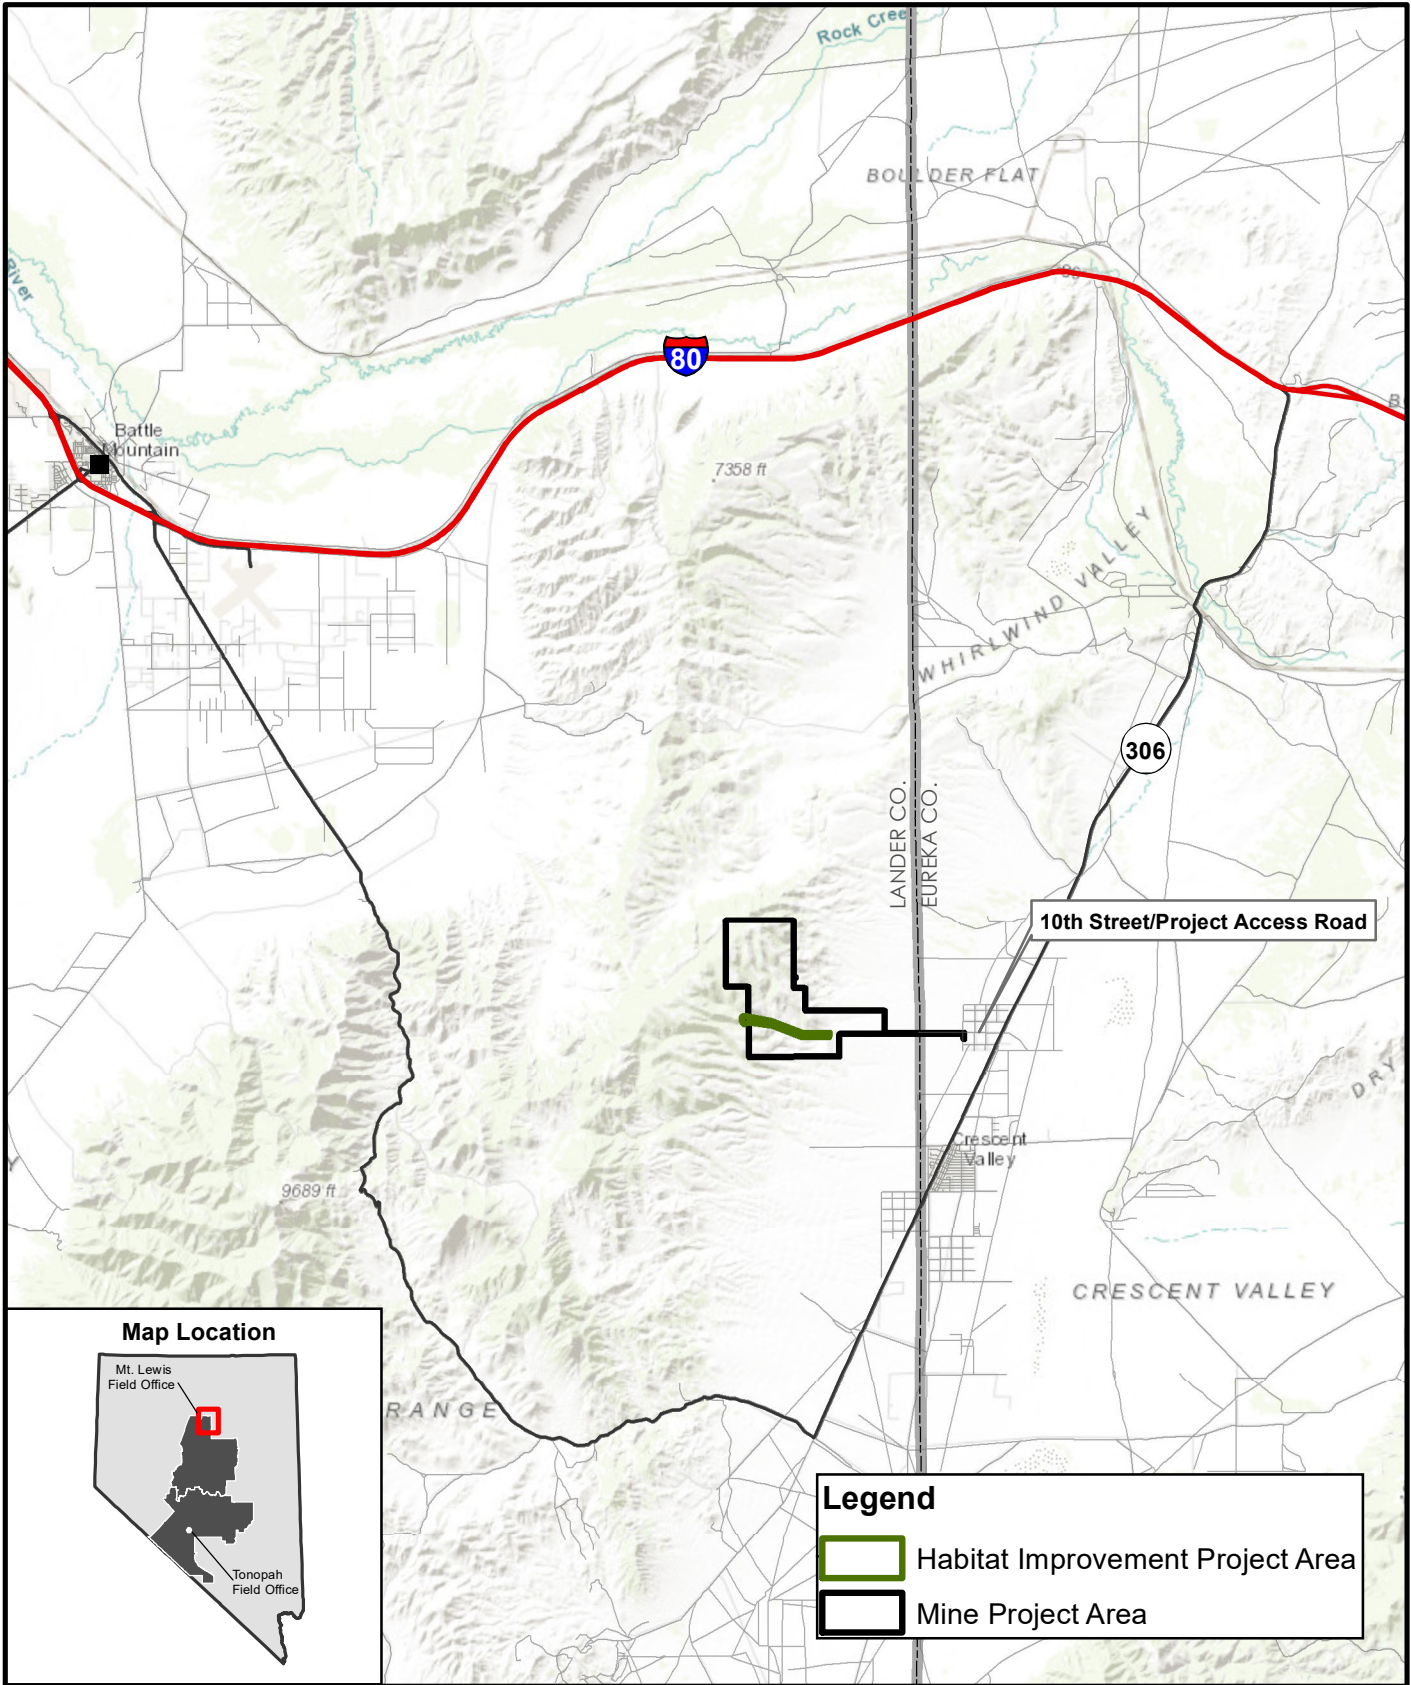 Rock Cree
BOULDER FLAT
River
80
80
Battle
Mountain
7358 ft
WHIRLWIND VALLEY
306
LANDER CO.
EUREKA CO.
10th Street/Project Access Road
DRY
Crescent
Valley
9689 ft
CRESCENT VALLEY
RANGE
Map Location
Mt. Lewis
Field Office
Tonopah
Field Office
Legend
Habitat Improvement Project Area
Mine Project Area